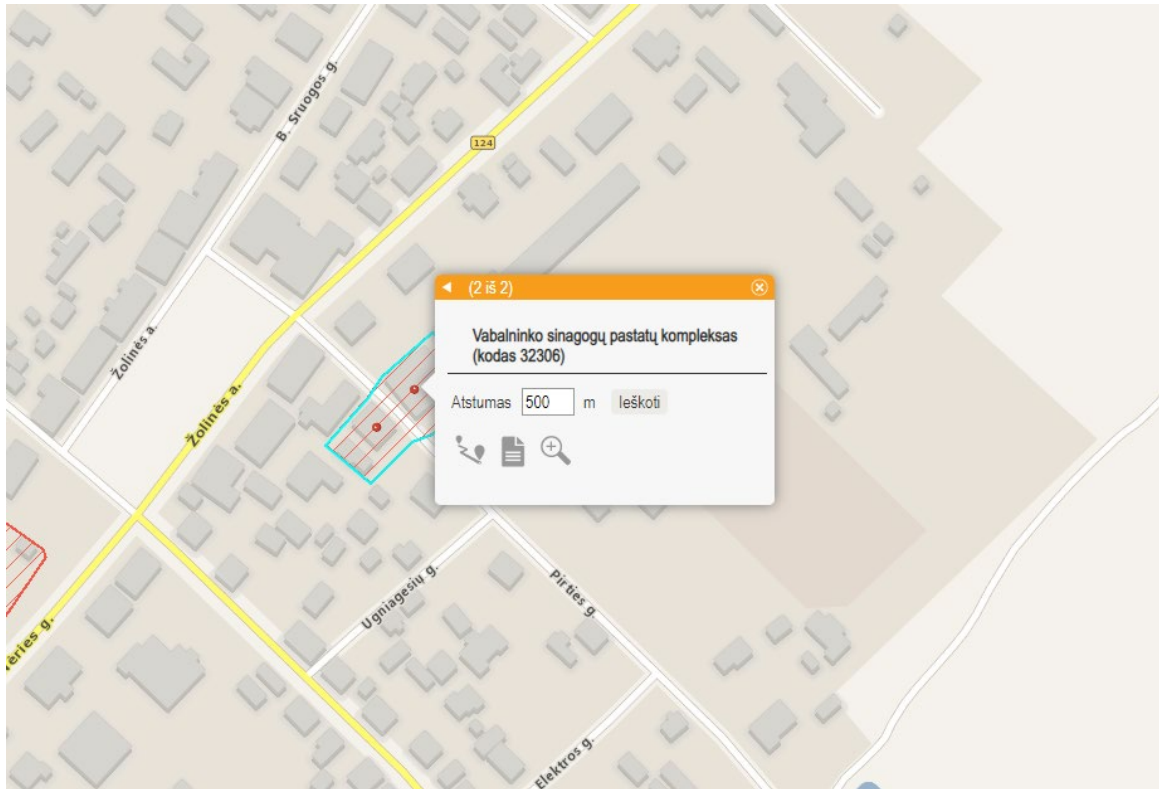 B. Sruogos g.
124
(2 iš 2)
Vabalninko sinagogų pastatų kompleksas
(kodas 32306)
Atstumas 500 m Ieškoti
Žolinės a.
Žolinės a.
Ugniagesių g.
Pirties g.
ėries g.
Elektros g.